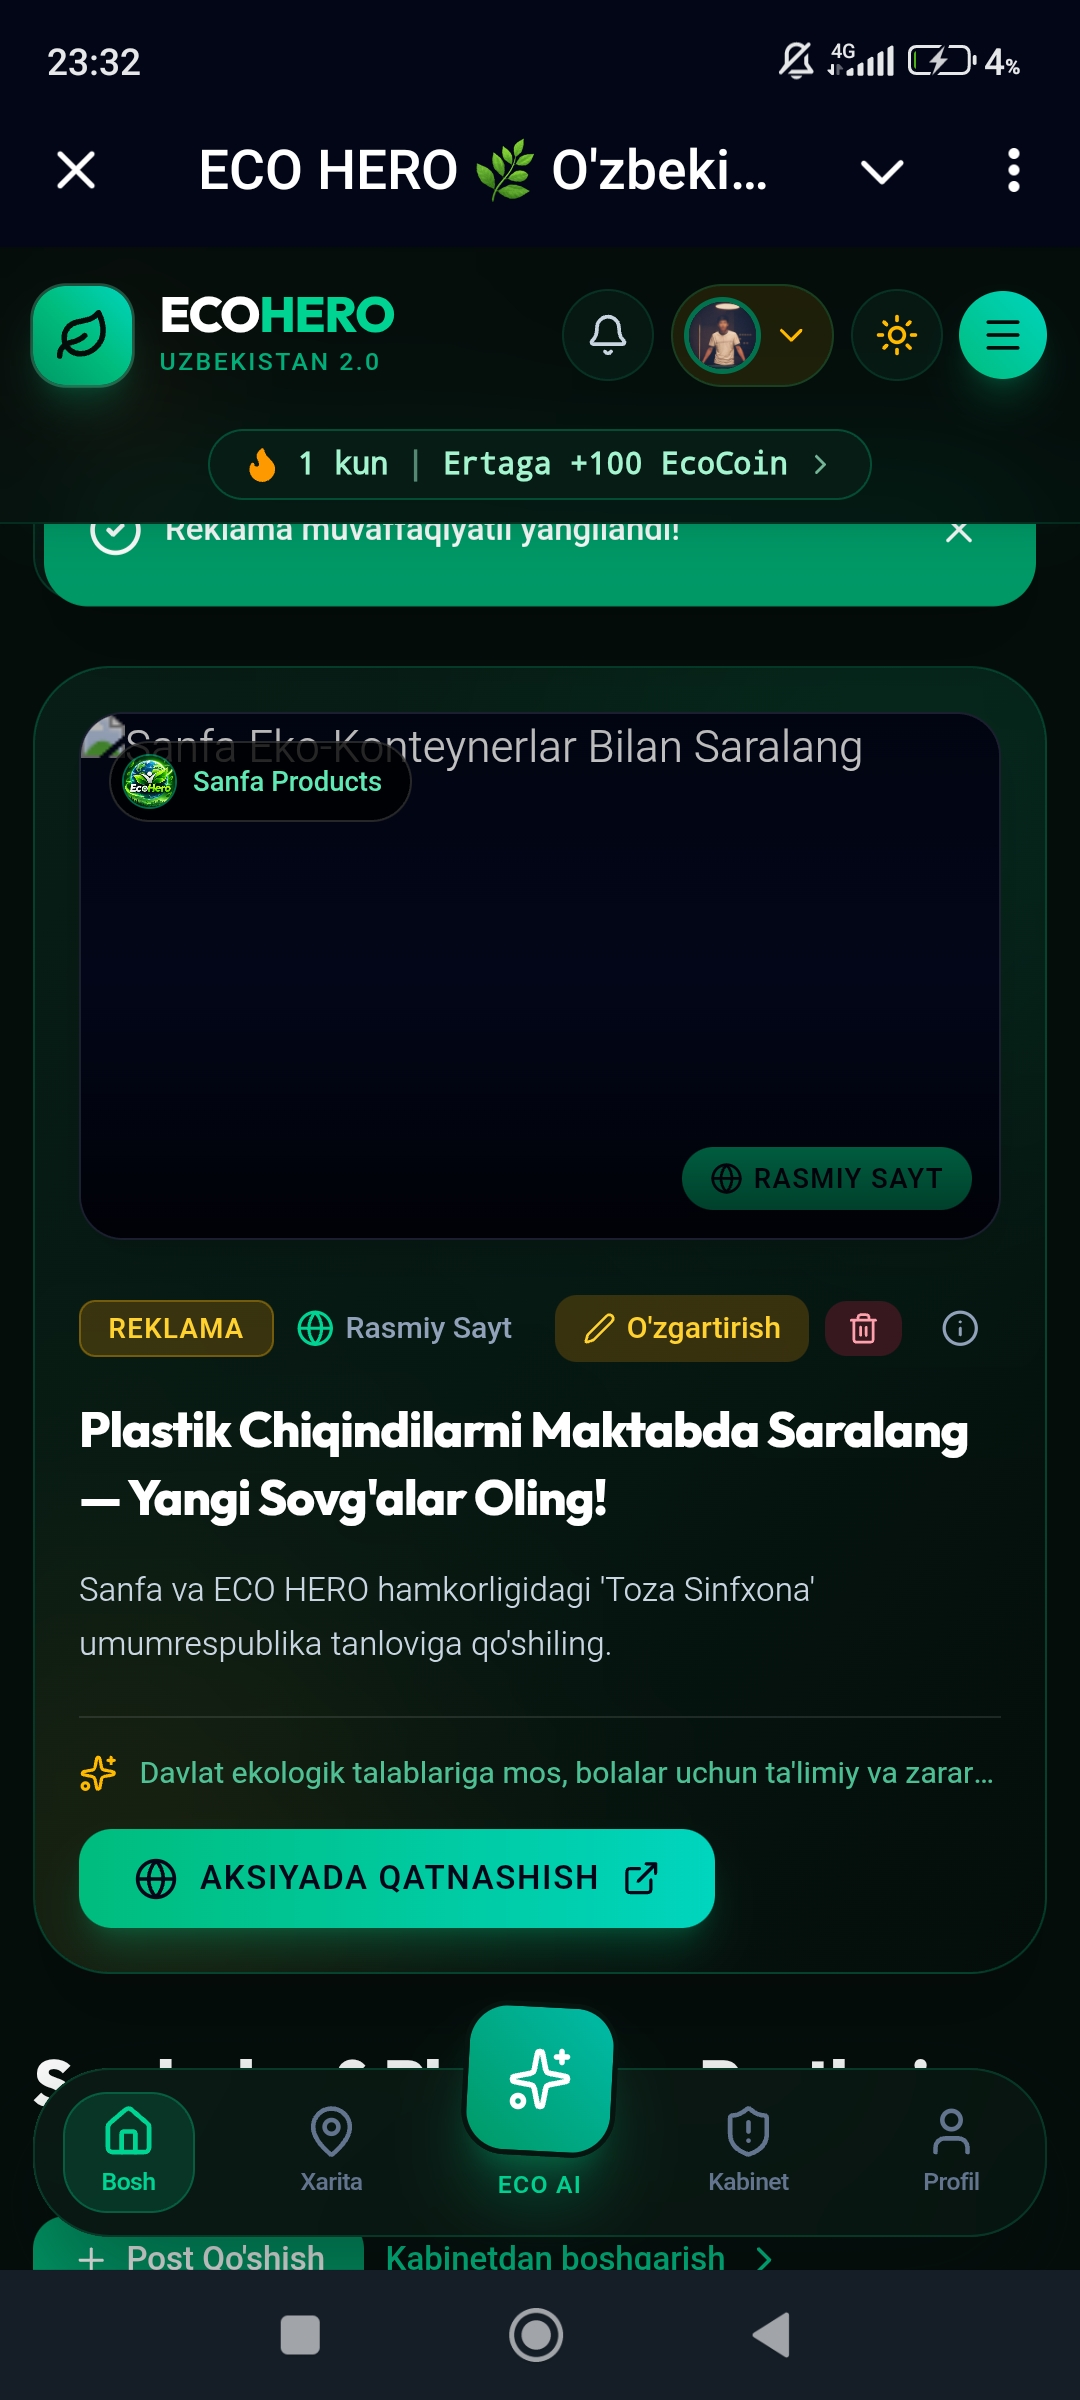 23:32
4G
4%
ECO HERO 🌿 O'zbeki...
ECOHERO
UZBEKISTAN 2.0
1 kun | Ertaga +100 EcoCoin
Reklama muvaffaqiyatli yangilandi!
Sanfa Eko-Konteynerlar Bilan Saralang
EcoHero
Sanfa Products
RASMIY SAYT
REKLAMA
Rasmiy Sayt
O'zgartirish
Plastik Chiqindilarni Maktabda Saralang
— Yangi Sovg'alar Oling!
Sanfa va ECO HERO hamkorligidagi 'Toza Sinfxona'
umumrespublika tanloviga qo'shiling.
Davlat ekologik talablariga mos, bolalar uchun ta'limiy va zarar...
AKSIYADA QATNASHISH
Bosh
Xarita
ECO AI
Kabinet
Profil
Post Qo'shish
Kabinetdan boshqarish